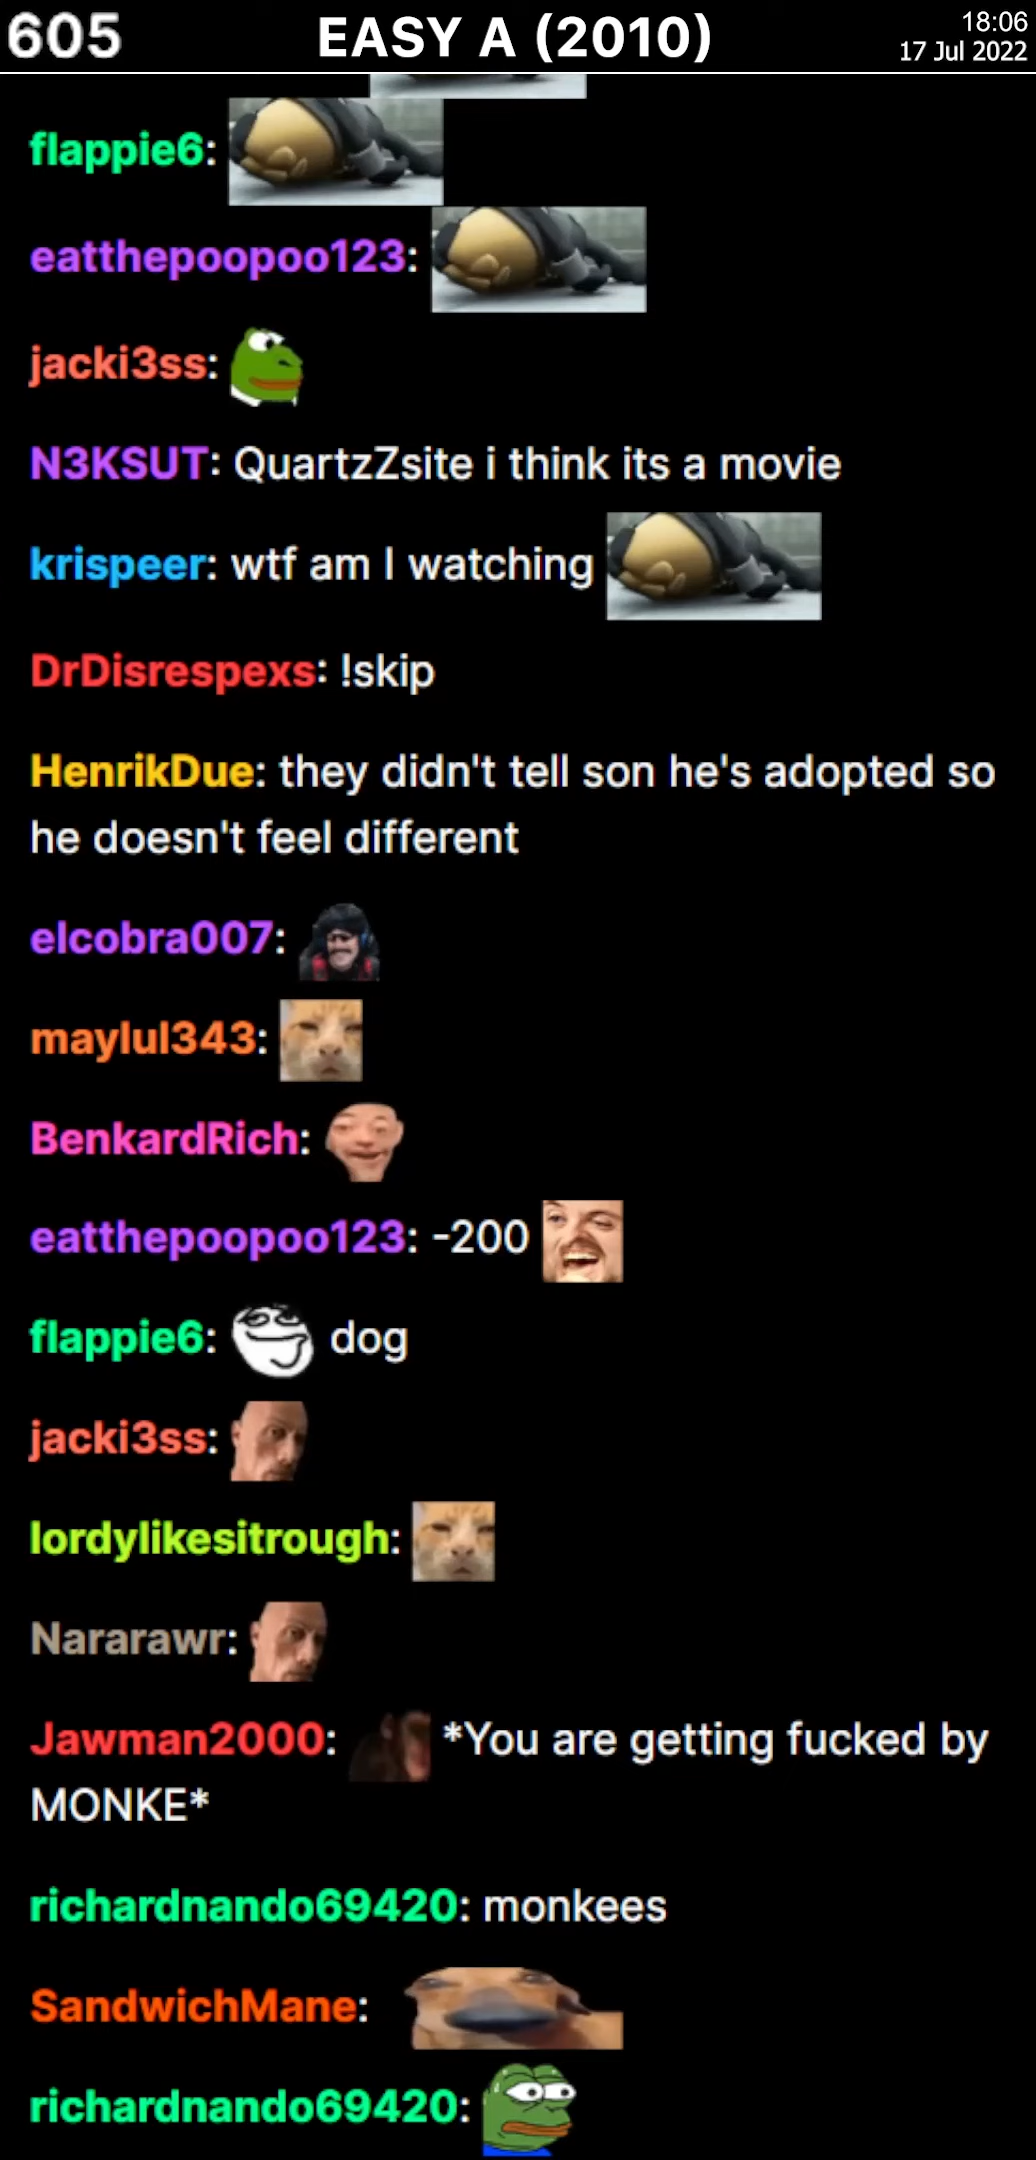 605
EASY A (2010)
18:06
17 Jul 2022
flappie6:
eatthepoopoo123:
jacki3ss:
N3KSUT: QuartzZsite i think its a movie
krispeer: wtf am I watching
DrDisrespexs: !skip
HenrikDue: they didn't tell son he's adopted so
he doesn't feel different
elcobra007:
maylul343:
BenkardRich:
eatthepoopoo123: -200
flappie6: dog
jacki3ss:
lordylikesitrough:
Nararawr:
Jawman2000: *You are getting fucked by
MONKE*
richardnando69420: monkees
SandwichMane:
richardnando69420: